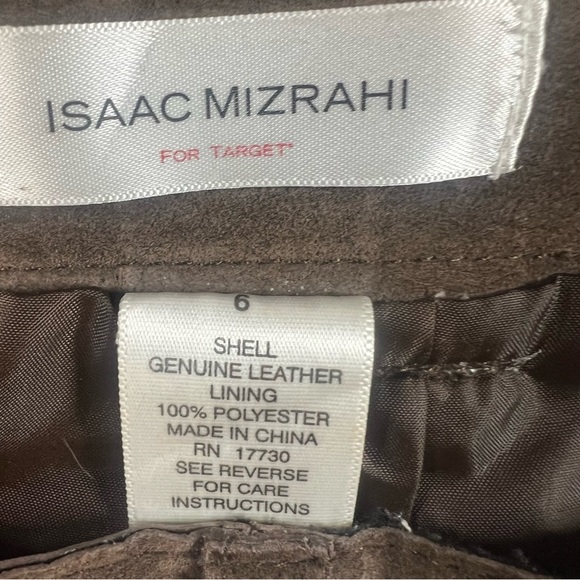 ISAAC MIZRAHI
FOR TARGET*
6
SHELL
GENUINE LEATHER
LINING
100% POLYESTER
MADE IN CHINA
RN 17730
SEE REVERSE
FOR CARE
INSTRUCTIONS